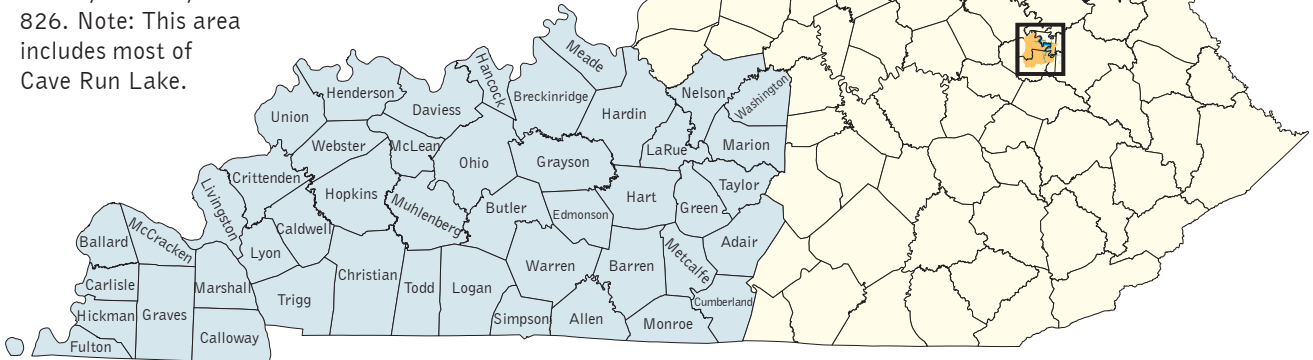 826. Note: This area
includes most of
Cave Run Lake.
Meade
Hancock
Henderson
Breckinridge
Nelson
Washington
Daviess
Hardin
Union
Webster
McLean
LaRue
Marion
Ohio
Grayson
Crittenden
Taylor
Hopkins
Hart
Livingston
Muhlenberg
Butler
Edmonson
Green
Caldwell
McCracken
Ballard
Lyon
Adair
Metcalfe
Warren
Barren
Christian
Carlisle
Marshall
Todd
Logan
Trigg
Cumberland
Hickman
Graves
Simpson
Allen
Monroe
Calloway
Fulton